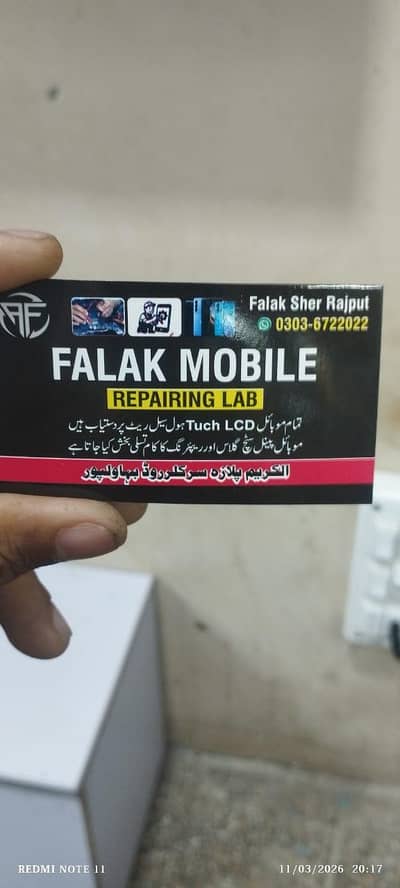 AF
Falak Sher Rajput
0303-6722022
FALAK MOBILE
REPAIRING LAB
تمام موبائل Tuch LCD ہول سیل ریٹ پر دستیاب ہیں
موبائل پینل ٹچ گلاس اور رپیئرنگ کا کام تسلی بخش کیا جاتا ہے
الکریم پلازہ سرکلر روڈ بہاولپور
REDMI NOTE 11
11/03/2026 20:17